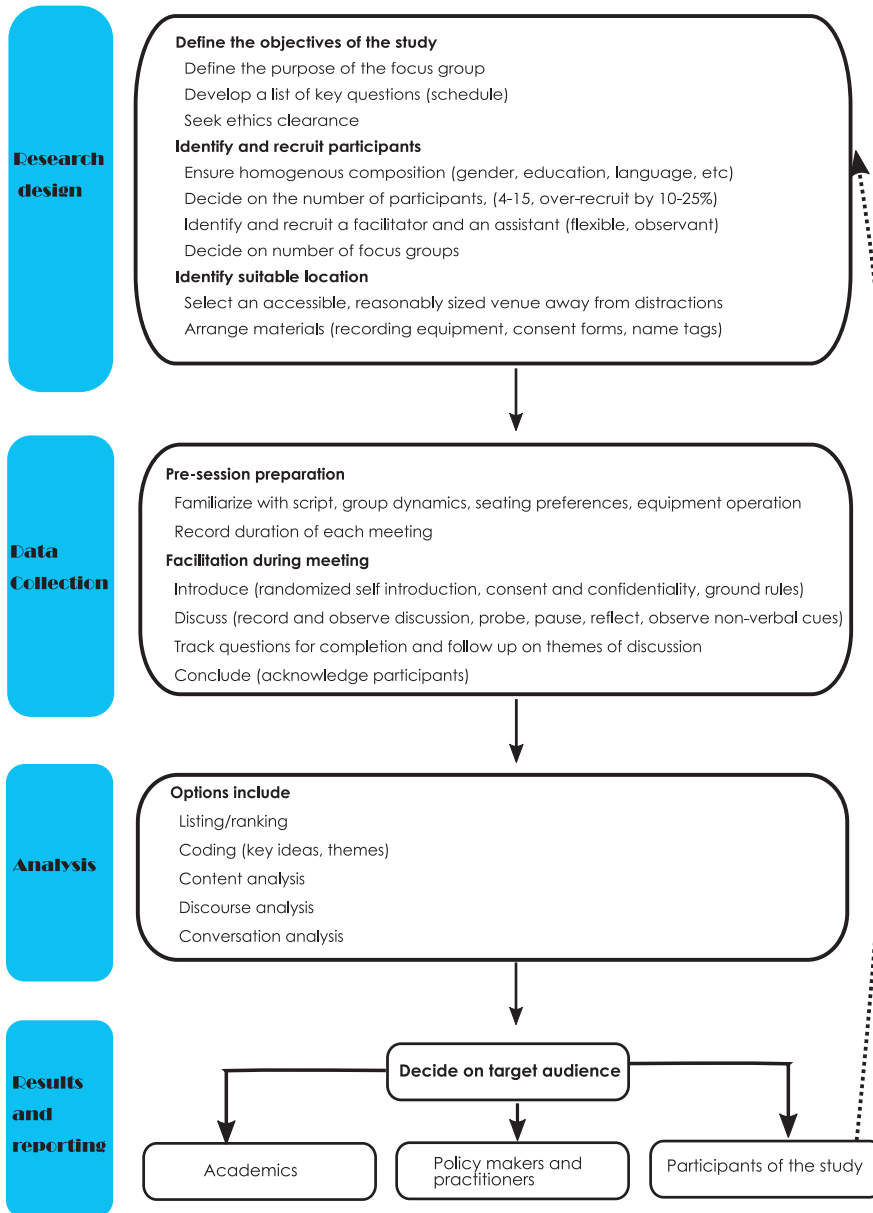 Research
design
Define the objectives of the study
Define the purpose of the focus group
Develop a list of key questions (schedule)
Seek ethics clearance
Identify and recruit participants
Ensure homogenous composition (gender, education, language, etc)
Decide on the number of participants, (4-15, over-recruit by 10-25%)
Identify and recruit a facilitator and an assistant (flexible, observant)
Decide on number of focus groups
Identify suitable location
Select an accessible, reasonably sized venue away from distractions
Arrange materials (recording equipment, consent forms, name tags)
Data
Collection
Pre-session preparation
Familiarize with script, group dynamics, seating preferences, equipment operation
Record duration of each meeting
Facilitation during meeting
Introduce (randomized self introduction, consent and confidentiality, ground rules)
Discuss (record and observe discussion, probe, pause, reflect, observe non-verbal cues)
Track questions for completion and follow up on themes of discussion
Conclude (acknowledge participants)
Analysis
Options include
Listing/ranking
Coding (key ideas, themes)
Content analysis
Discourse analysis
Conversation analysis
Results
and
reporting
Decide on target audience
Academics
Policy makers and
practitioners
Participants of the study